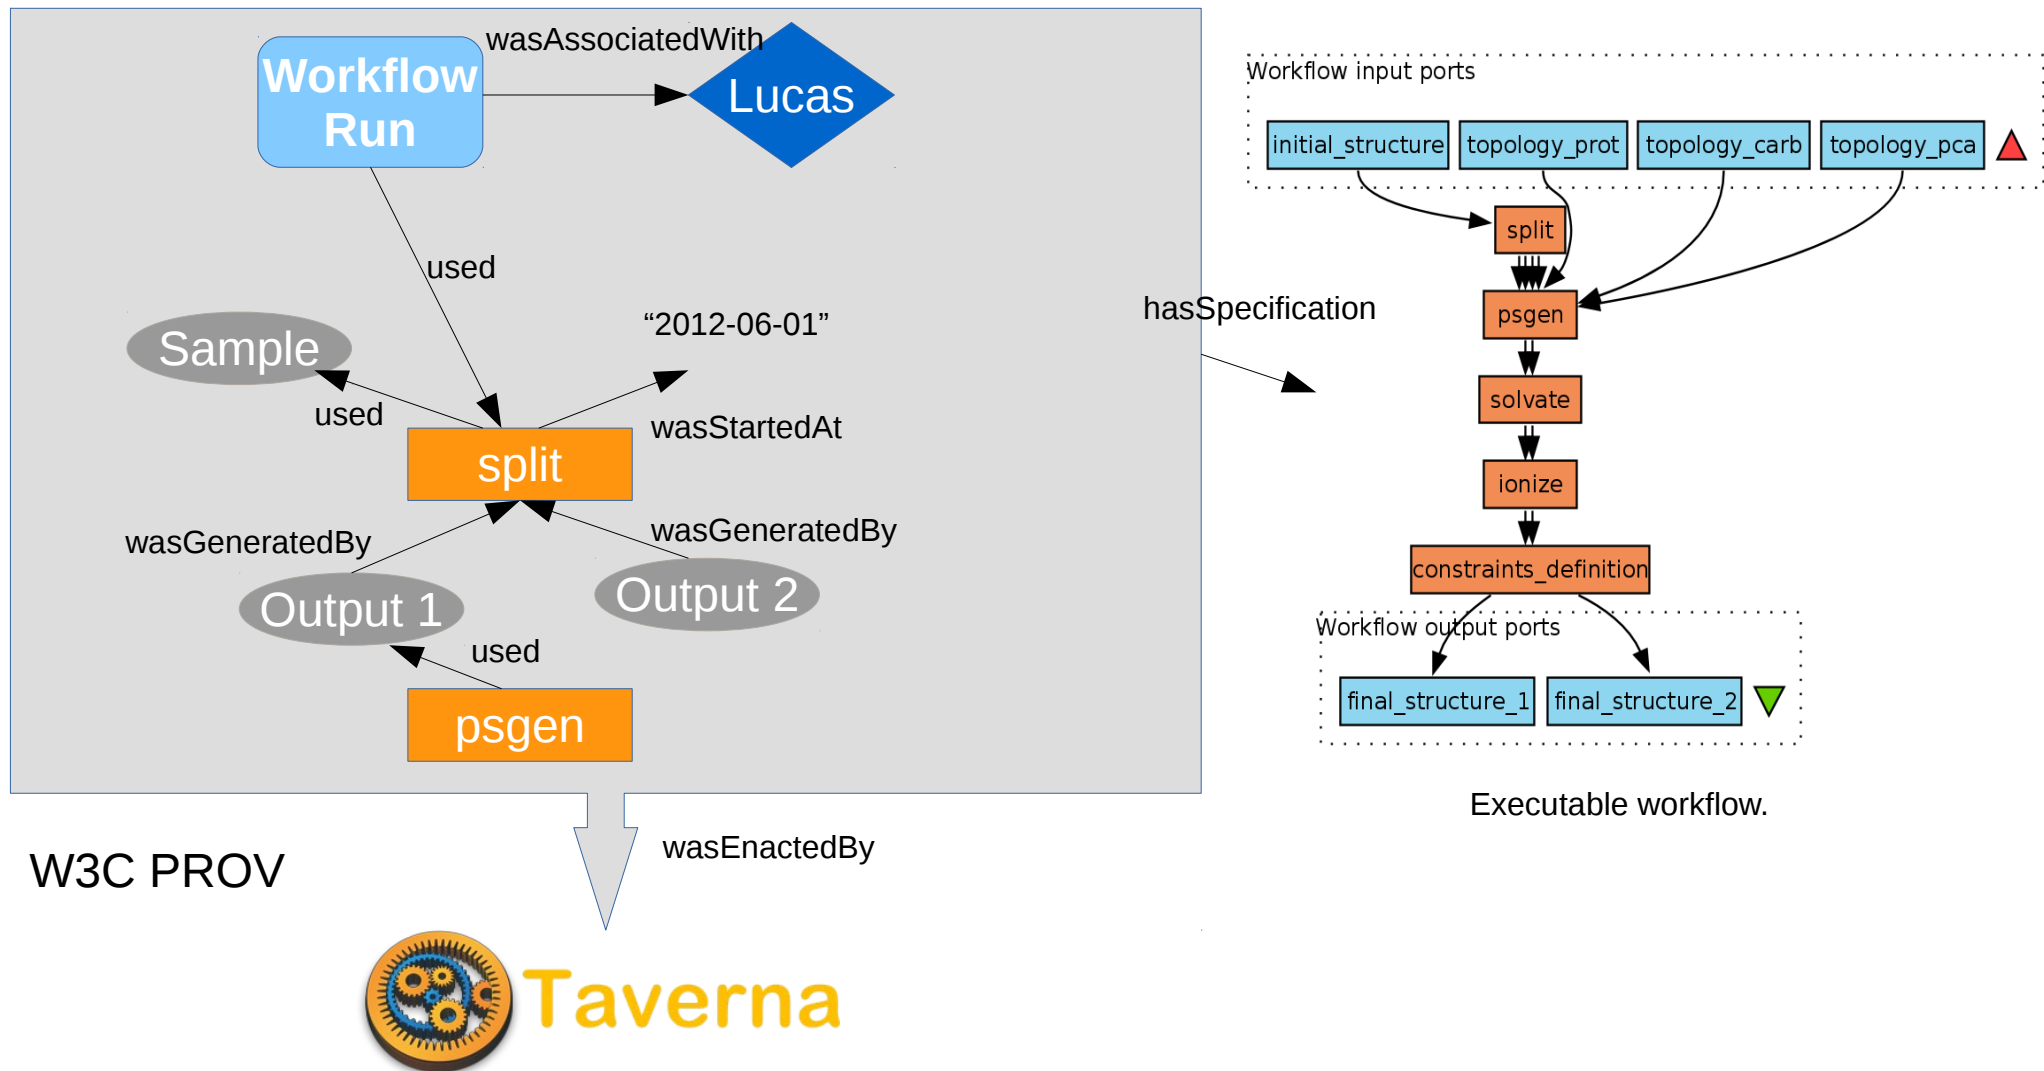 wasAssociatedWith
Workflow
Run
Lucas
used
“2012-06-01”
Sample
used
wasStartedAt
split
wasGeneratedBy
wasGeneratedBy
Output 1
Output 2
used
psgen
hasSpecification
wasEnactedBy
W3C PROV
Taverna
Workflow input ports
initial_structure
topology_prot
topology_carb
topology_pca
split
psgen
solvate
ionize
constraints_definition
Workflow output ports
final_structure_1
final_structure_2
Executable workflow.